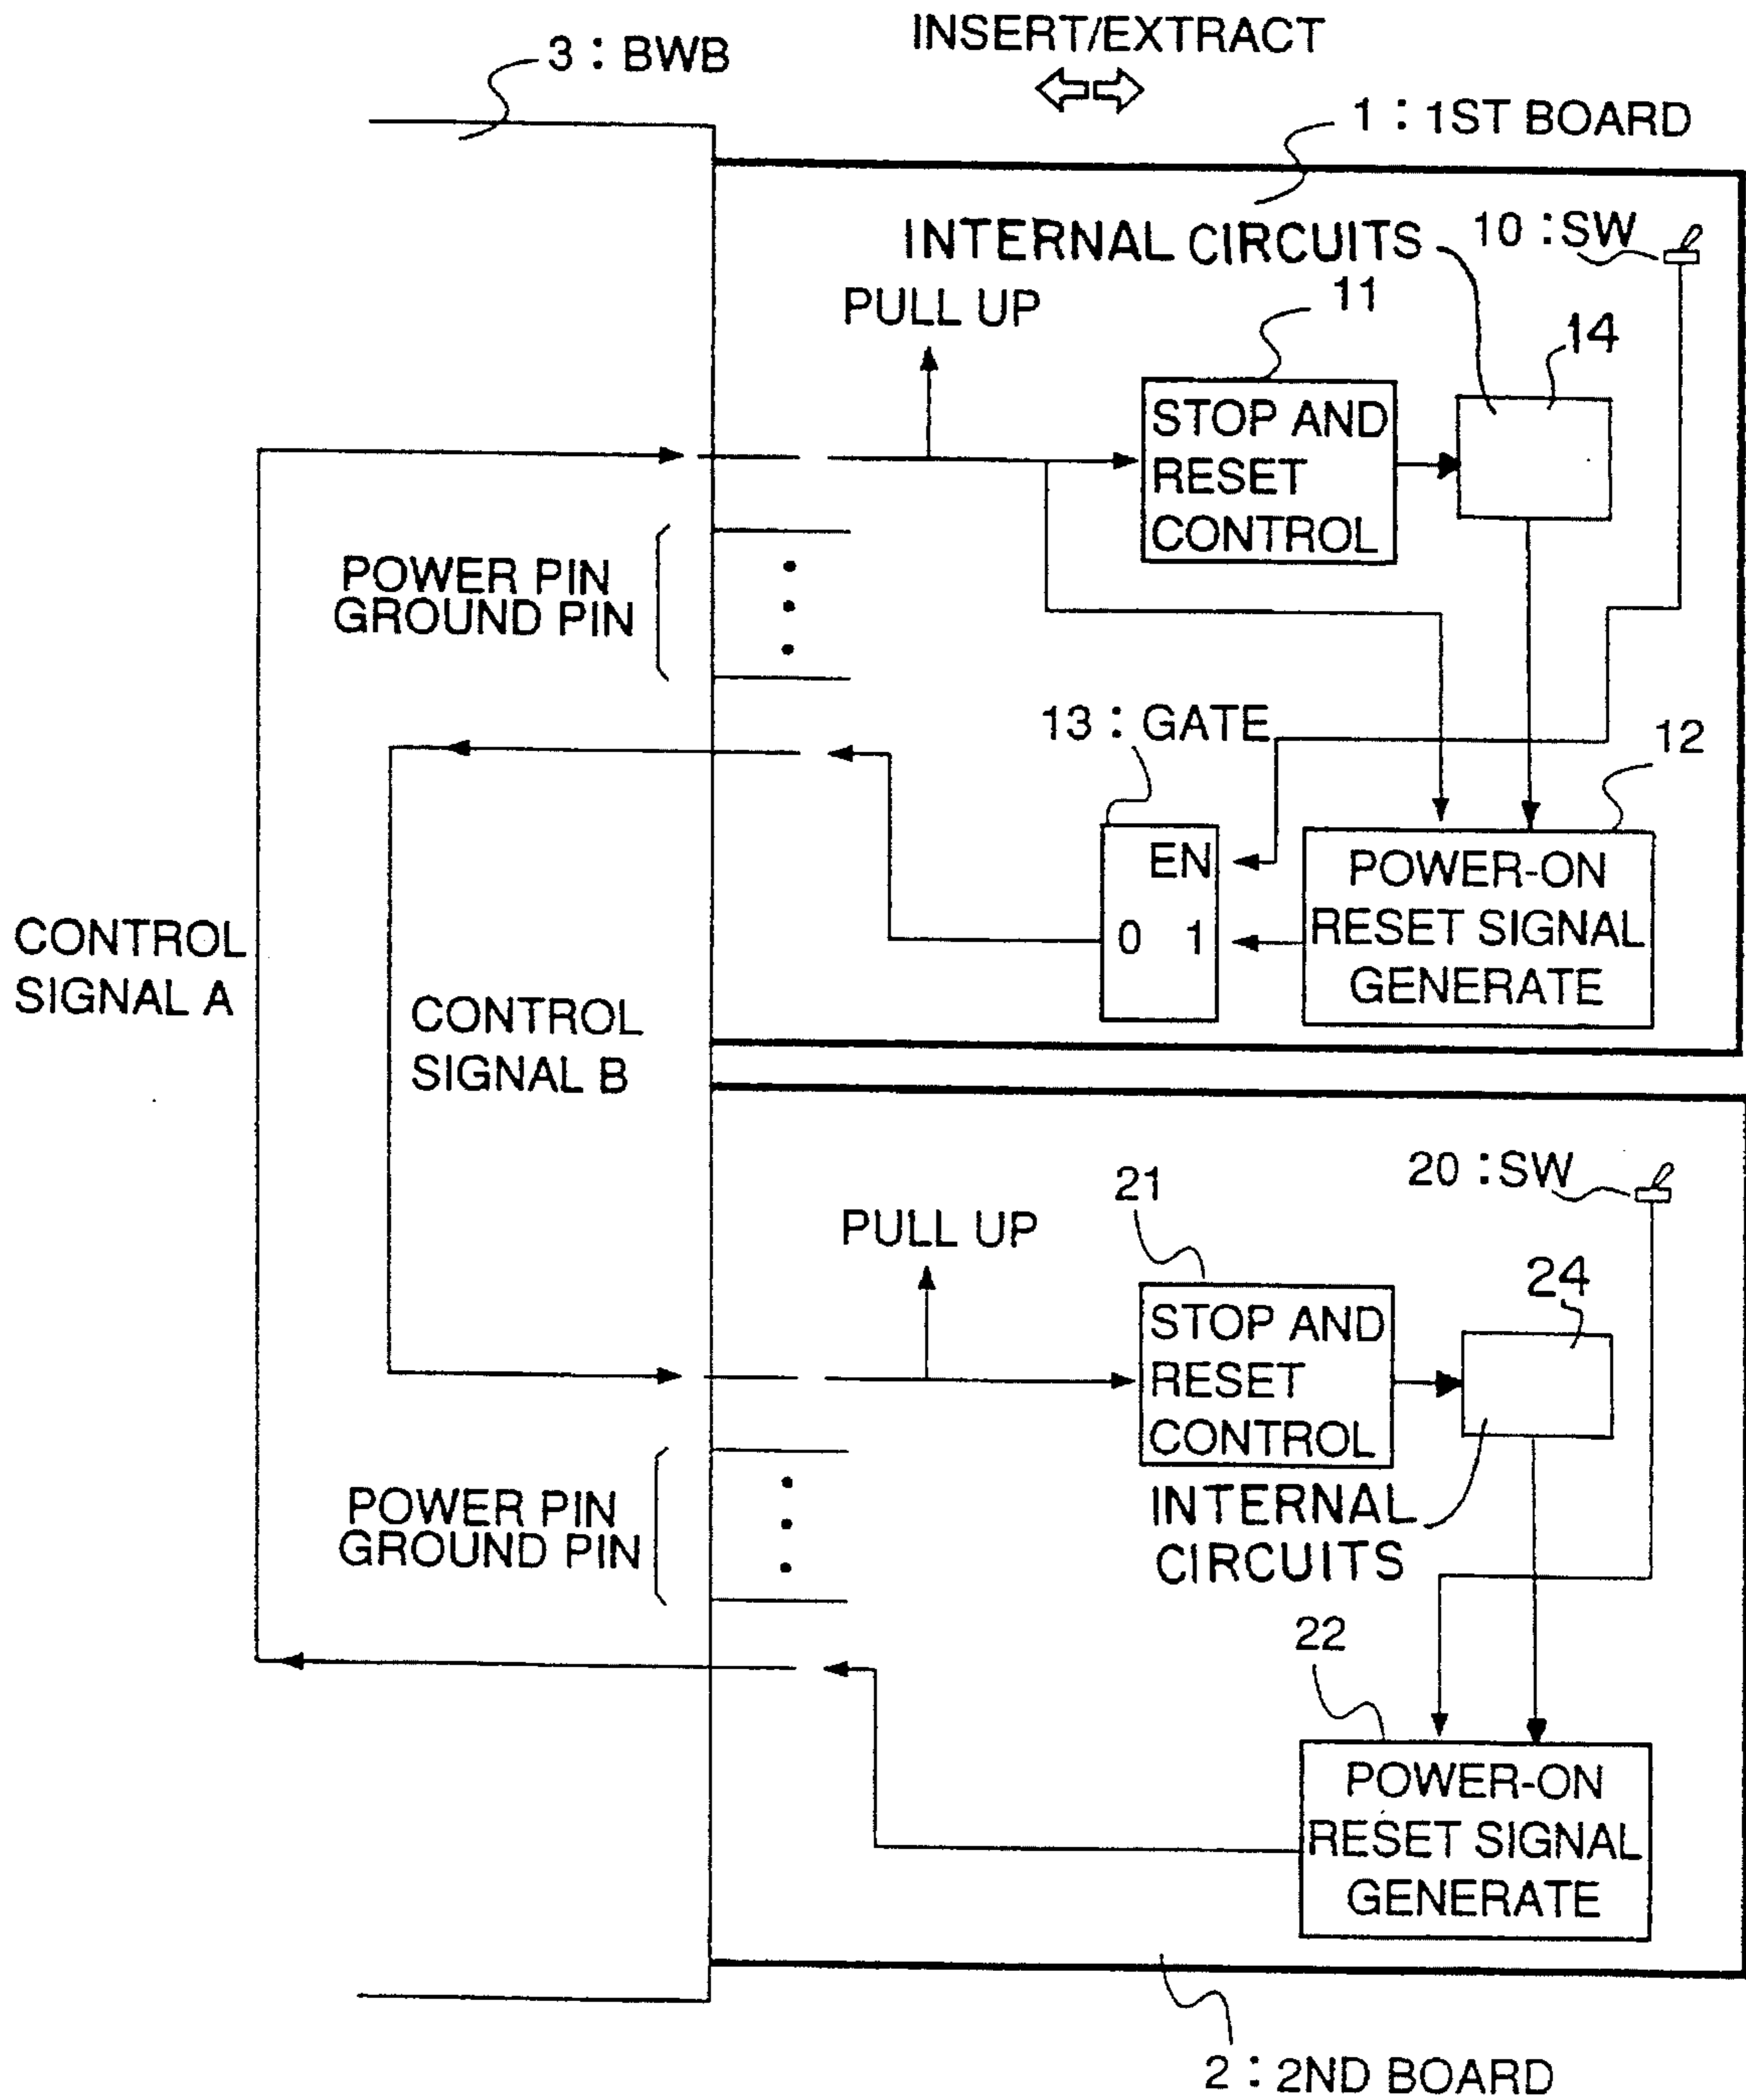 INSERT/EXTRACT
3 : BWB
1 : 1ST BOARD
INTERNAL CIRCUITS
10 : SW
PULL UP
11
14
STOP AND
RESET
CONTROL
POWER PIN
GROUND PIN
13 : GATE
12
EN
0 1
POWER-ON
RESET SIGNAL
GENERATE
CONTROL
SIGNAL A
CONTROL
SIGNAL B
20 : SW
21
PULL UP
24
STOP AND
RESET
CONTROL
INTERNAL
CIRCUITS
POWER PIN
GROUND PIN
22
POWER-ON
RESET SIGNAL
GENERATE
2 : 2ND BOARD